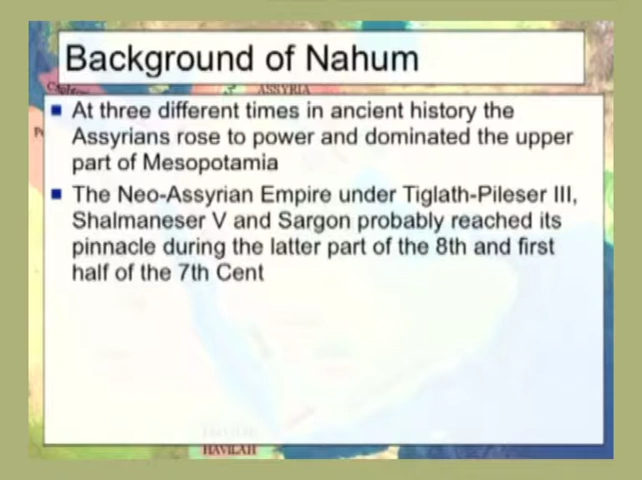 Background of Nahum
ASSYRIA
At three different times in ancient history the
Assyrians rose to power and dominated the upper
part of Mesopotamia
The Neo-Assyrian Empire under Tiglath-Pileser III,
Shalmaneser V and Sargon probably reached its
pinnacle during the latter part of the 8th and first
half of the 7th Cent
HAVILAH